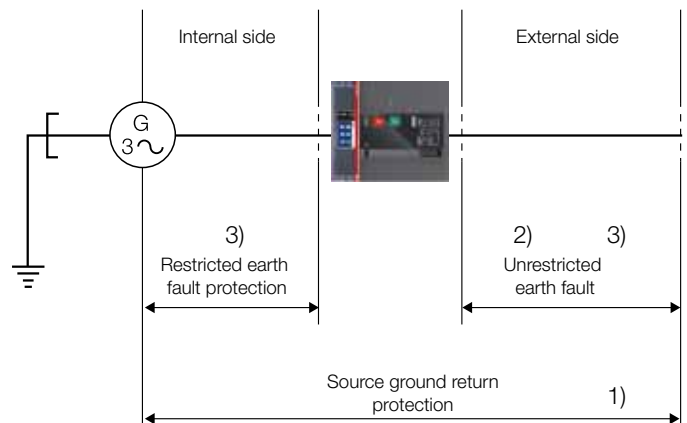 Internal side
External side
G
3
3)
Restricted earth
fault protection
2) 3)
Unrestricted
earth fault
Source ground return
protection
1)